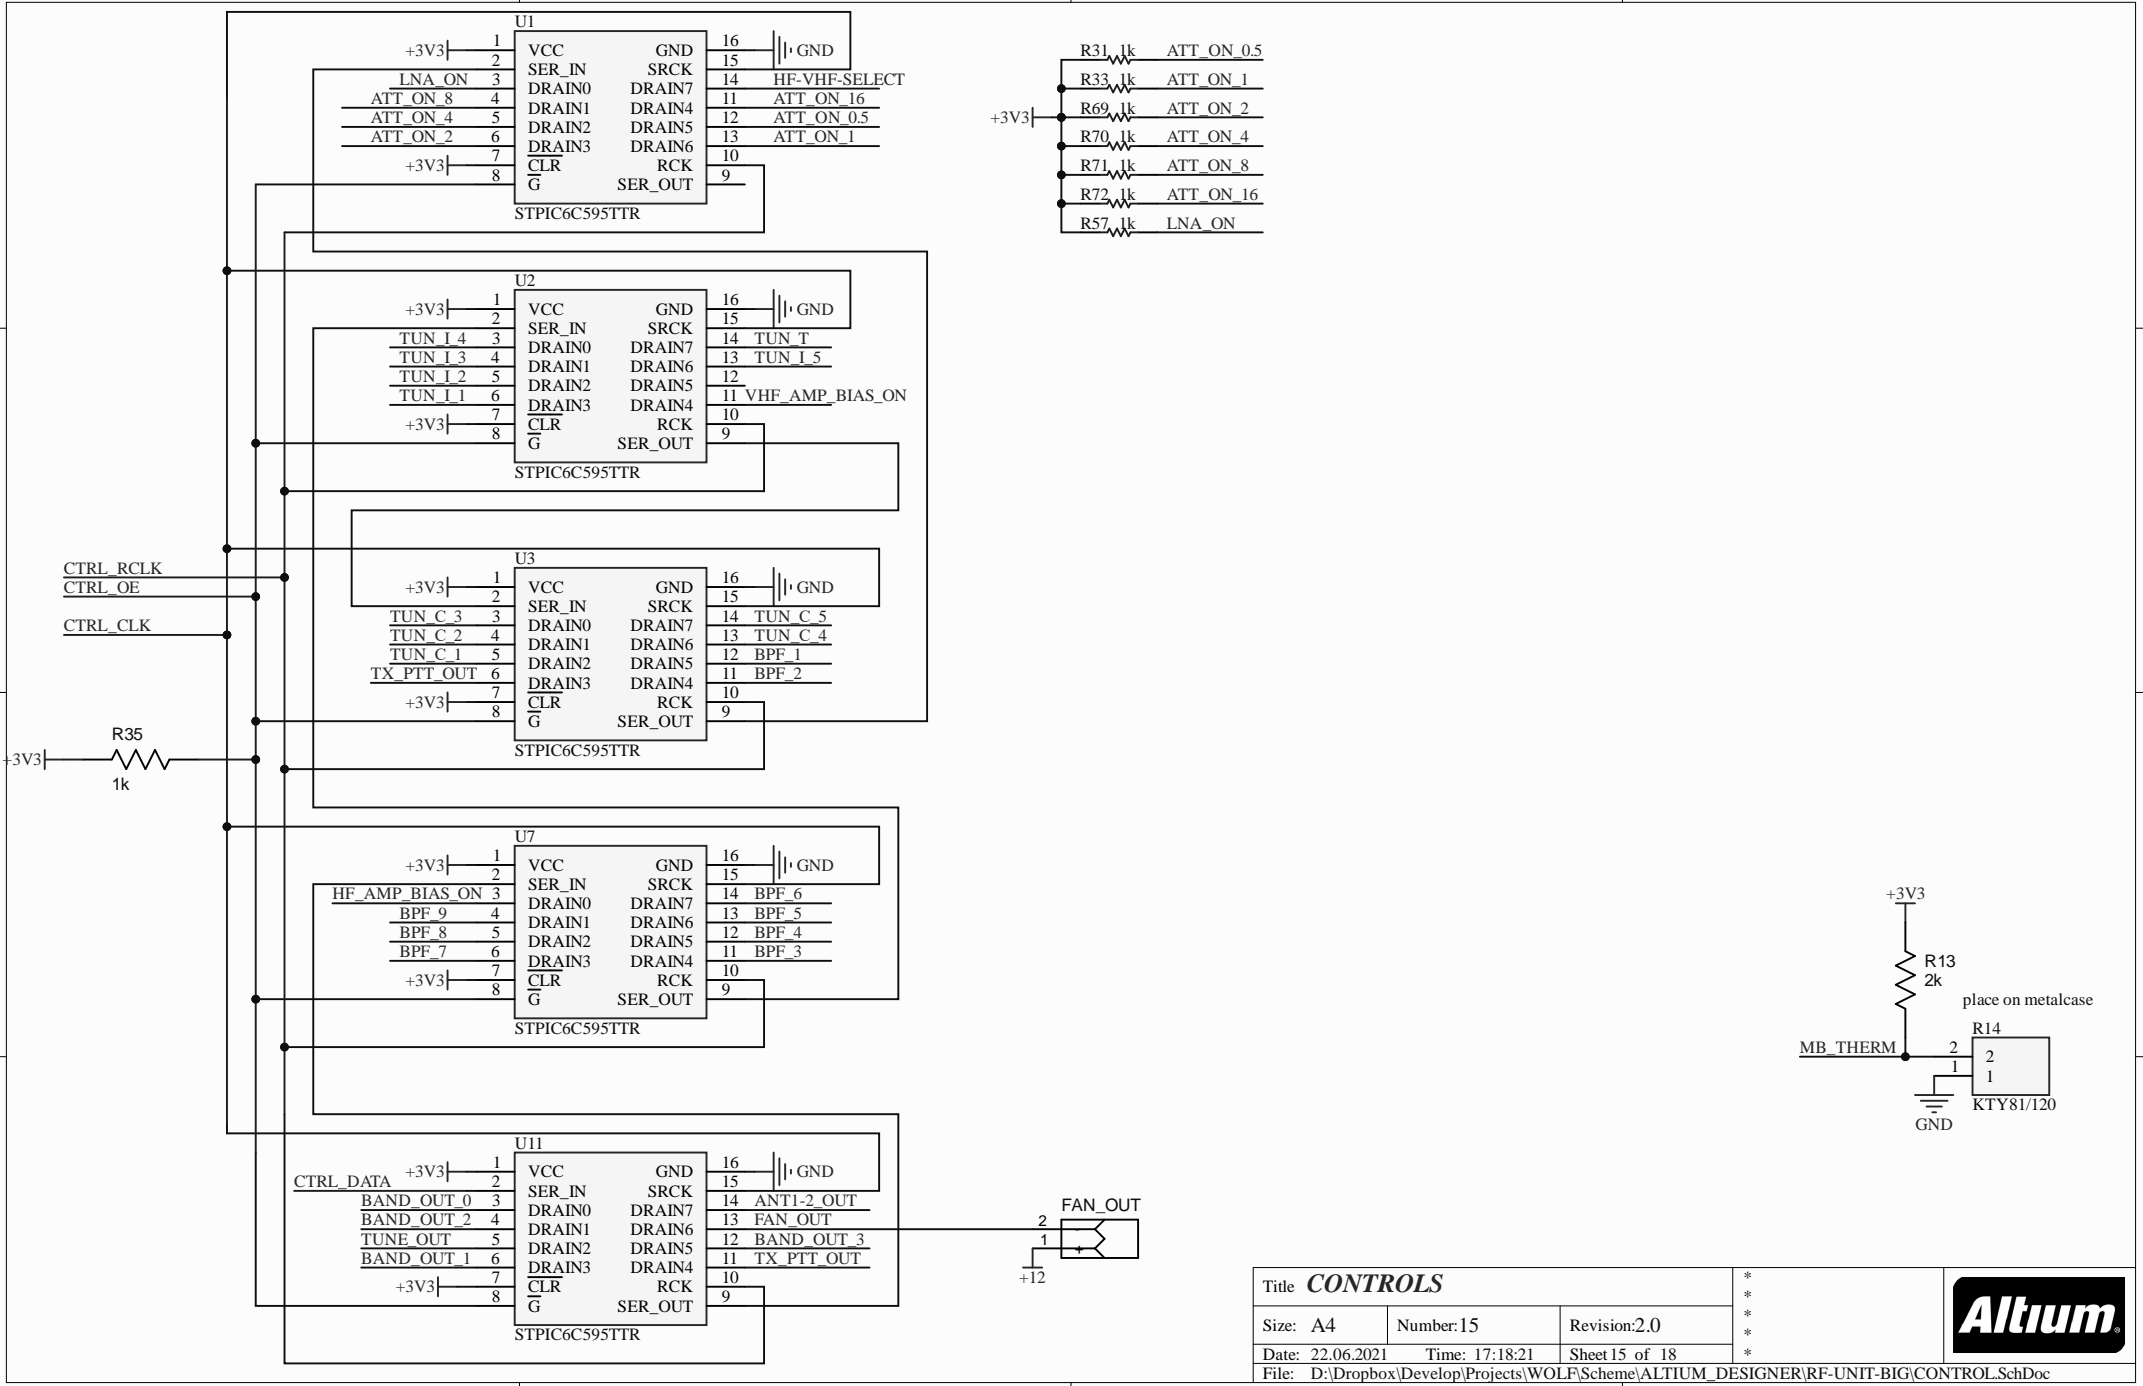 U1
+3V3 1 VCC GND 16 GND
2 SER_IN SRCK 15
LNA_ON 3 DRAIN0 DRAIN7 14 HF-VHF-SELECT
ATT_ON_8 4 DRAIN1 DRAIN4 11 ATT_ON_16
ATT_ON_4 5 DRAIN2 DRAIN5 12 ATT_ON_0.5
ATT_ON_2 6 DRAIN3 DRAIN6 13 ATT_ON_1
+3V3 7 CLR RCK 10
8 G SER_OUT 9
STPIC6C595TTR
R31 1k ATT_ON_0.5
R33 1k ATT_ON_1
+3V3 R69 1k ATT_ON_2
R70 1k ATT_ON_4
R71 1k ATT_ON_8
R72 1k ATT_ON_16
R57 1k LNA_ON
U2
+3V3 1 VCC GND 16 GND
2 SER_IN SRCK 15
TUN_I_4 3 DRAIN0 DRAIN7 14 TUN_T
TUN_I_3 4 DRAIN1 DRAIN6 13 TUN_I_5
TUN_I_2 5 DRAIN2 DRAIN5 12
TUN_I_1 6 DRAIN3 DRAIN4 11 VHF_AMP_BIAS_ON
+3V3 7 CLR RCK 10
8 G SER_OUT 9
STPIC6C595TTR
CTRL_RCLK
CTRL_OE
CTRL_CLK
U3
+3V3 1 VCC GND 16 GND
2 SER_IN SRCK 15
TUN_C_3 3 DRAIN0 DRAIN7 14 TUN_C_5
TUN_C_2 4 DRAIN1 DRAIN6 13 TUN_C_4
TUN_C_1 5 DRAIN2 DRAIN5 12 BPF_1
TX_PTT_OUT 6 DRAIN3 DRAIN4 11 BPF_2
+3V3 7 CLR RCK 10
8 G SER_OUT 9
STPIC6C595TTR
R35
+3V3
1k
U7
+3V3 1 VCC GND 16 GND
2 SER_IN SRCK 15
HF_AMP_BIAS_ON 3 DRAIN0 DRAIN7 14 BPF_6
BPF_9 4 DRAIN1 DRAIN6 13 BPF_5
BPF_8 5 DRAIN2 DRAIN5 12 BPF_4
BPF_7 6 DRAIN3 DRAIN4 11 BPF_3
+3V3 7 CLR RCK 10
8 G SER_OUT 9
STPIC6C595TTR
+3V3
R13
2k
place on metalcase
R14
MB_THERM 2 2
1 1
KTY81/120
GND
U11
+3V3 1 VCC GND 16 GND
CTRL_DATA 2 SER_IN SRCK 15
BAND_OUT_0 3 DRAIN0 DRAIN7 14 ANT1-2_OUT
BAND_OUT_2 4 DRAIN1 DRAIN6 13 FAN_OUT
TUNE_OUT 5 DRAIN2 DRAIN5 12 BAND_OUT_3
BAND_OUT_1 6 DRAIN3 DRAIN4 11 TX_PTT_OUT
+3V3 7 CLR RCK 10
8 G SER_OUT 9
STPIC6C595TTR
FAN_OUT
2 -
1 +
+12
Title CONTROLS
Size: A4 Number:15 Revision:2.0
Date: 22.06.2021 Time: 17:18:21 Sheet 15 of 18
File: D:\Dropbox\Develop\Projects\WOLF\Scheme\ALTIUM_DESIGNER\RF-UNIT-BIG\CONTROL.SchDoc
*
*
*
*
*
Altıum